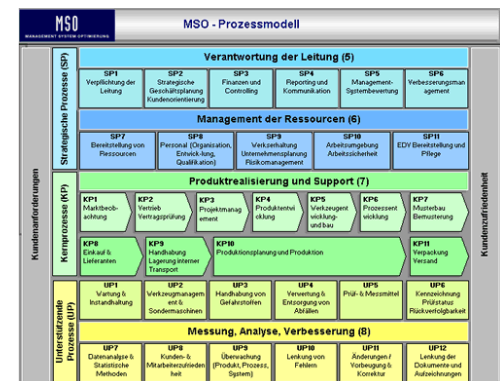 MSO
MANAGEMENT SYSTEM OPTIMIERUNG
MSO - Prozessmodell
Kundenanforderungen
Strategische Prozesse (SP)
Verantwortung der Leitung (5)
SP1
Verpflichtung der
Leitung
SP2
Strategische
Geschäftsplanung
Kundenorientierung
SP3
Finanzen und
Controlling
SP4
Reporting und
Kommunikation
SP5
Management-
Systembewertung
SP6
Verbesserungsman
agement
Management der Ressourcen (6)
SP7
Bereitstellung von
Ressourcen
SP8
Personal (Organisation,
Entwick-lung,
Qualifikation)
SP9
Werkserhaltung
Unternehmensplanung
Risikomanagement
SP10
Arbeitsumgebung
Arbeitssicherheit
SP11
EDV Bereitstellung und
Pflege
Kernprozesse (KP)
Produktrealisierung und Support (7)
KP1
Marktbeob-
achtung
KP2
Vertrieb
Vertragsprüfung
KP3
Projektmanag
ement
KP4
Produktentwi
cklung
KP5
Werkzeugent
wicklung-
und bau
KP6
Prozessent
wicklung
KP7
Musterbau
Bemusterung
KP8
Einkauf &
Lieferanten
KP9
Handhabung
Lagerung interner
Transport
KP10
Produktionsplanung und Produktion
KP11
Verpackung
Versand
Unterstützende
Prozesse (UP)
UP1
Wartung &
Instandhaltung
UP2
Werkzeugmanagem
ent &
Sondermaschinen
UP3
Handhabung von
Gefahrstoffen
UP4
Verwertung &
Entsorgung von
Abfällen
UP5
Prüf- & Messmittel
UP6
Kennzeichnung
Prüfstatus
Rückverfolgbarkeit
Messung, Analyse, Verbesserung (8)
UP7
Datenanalyse &
Statistische
Methoden
UP8
Kunden- &
Mitarbeiterzufrieden
heit
UP9
Überwachung
(Produkt, Prozess,
System)
UP10
Lenkung von
Fehlern
UP11
Änderungen /
Vorbeugung &
Korrektur
UP12
Lenkung der
Dokumente und
Aufzeichnungen
Kundenzufriedenheit